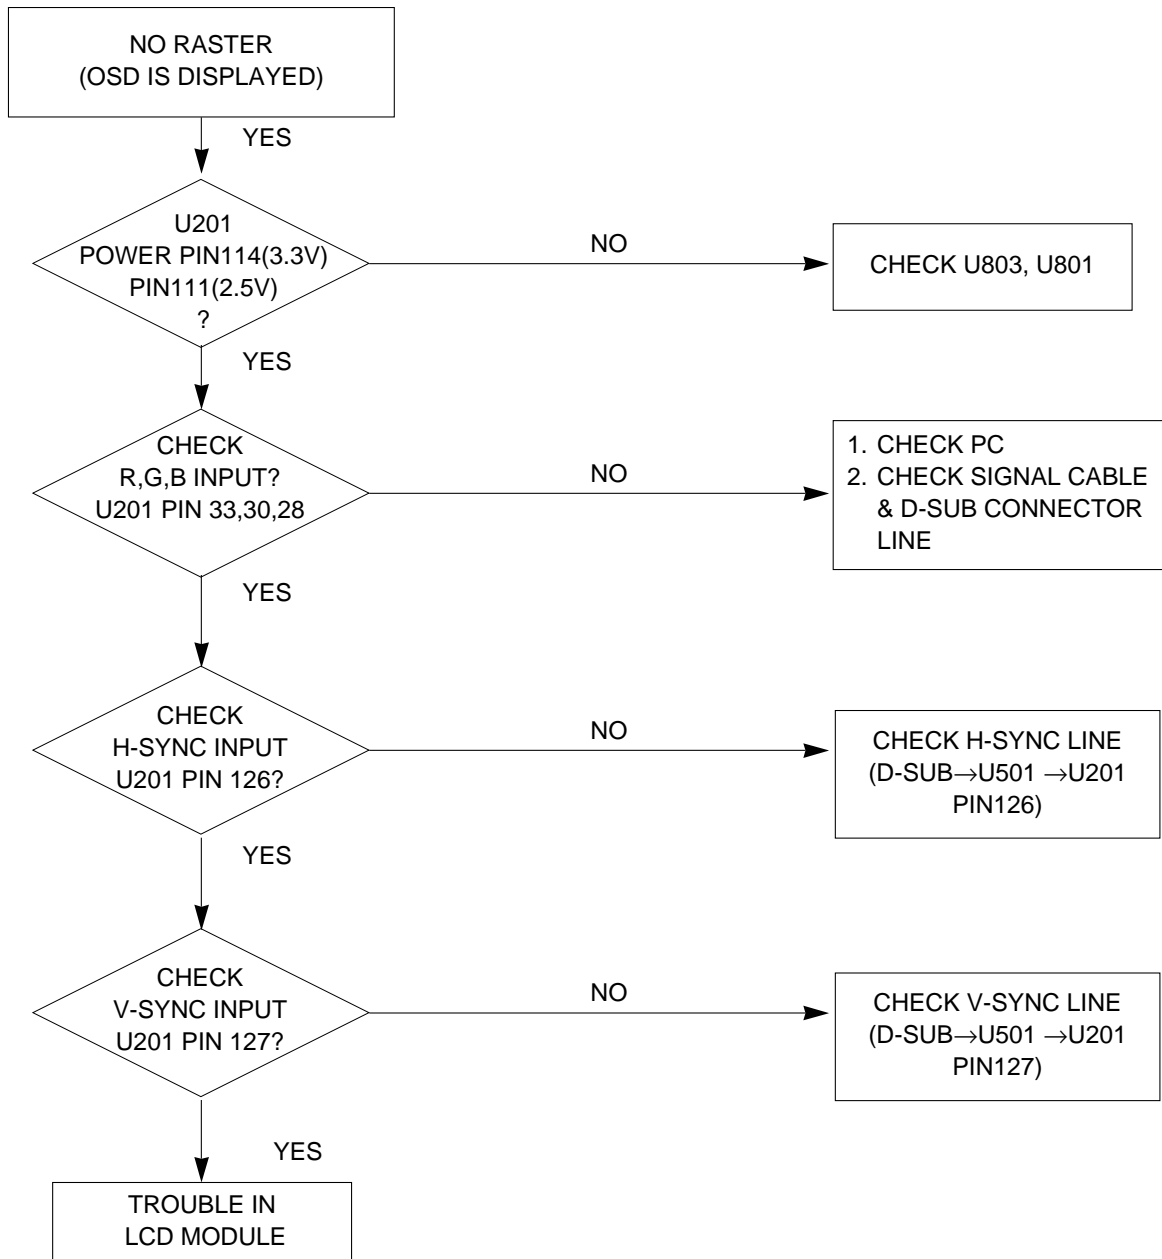 NO RASTER
(OSD IS DISPLAYED)
YES
U201
POWER PIN114(3.3V)
PIN111(2.5V)
?
NO
CHECK U803, U801
YES
CHECK
R,G,B INPUT?
U201 PIN 33,30,28
NO
1. CHECK PC
2. CHECK SIGNAL CABLE
& D-SUB CONNECTOR
LINE
YES
CHECK
H-SYNC INPUT
U201 PIN 126?
NO
CHECK H-SYNC LINE
(D-SUB→U501 →U201
PIN126)
YES
CHECK
V-SYNC INPUT
U201 PIN 127?
NO
CHECK V-SYNC LINE
(D-SUB→U501 →U201
PIN127)
YES
TROUBLE IN
LCD MODULE